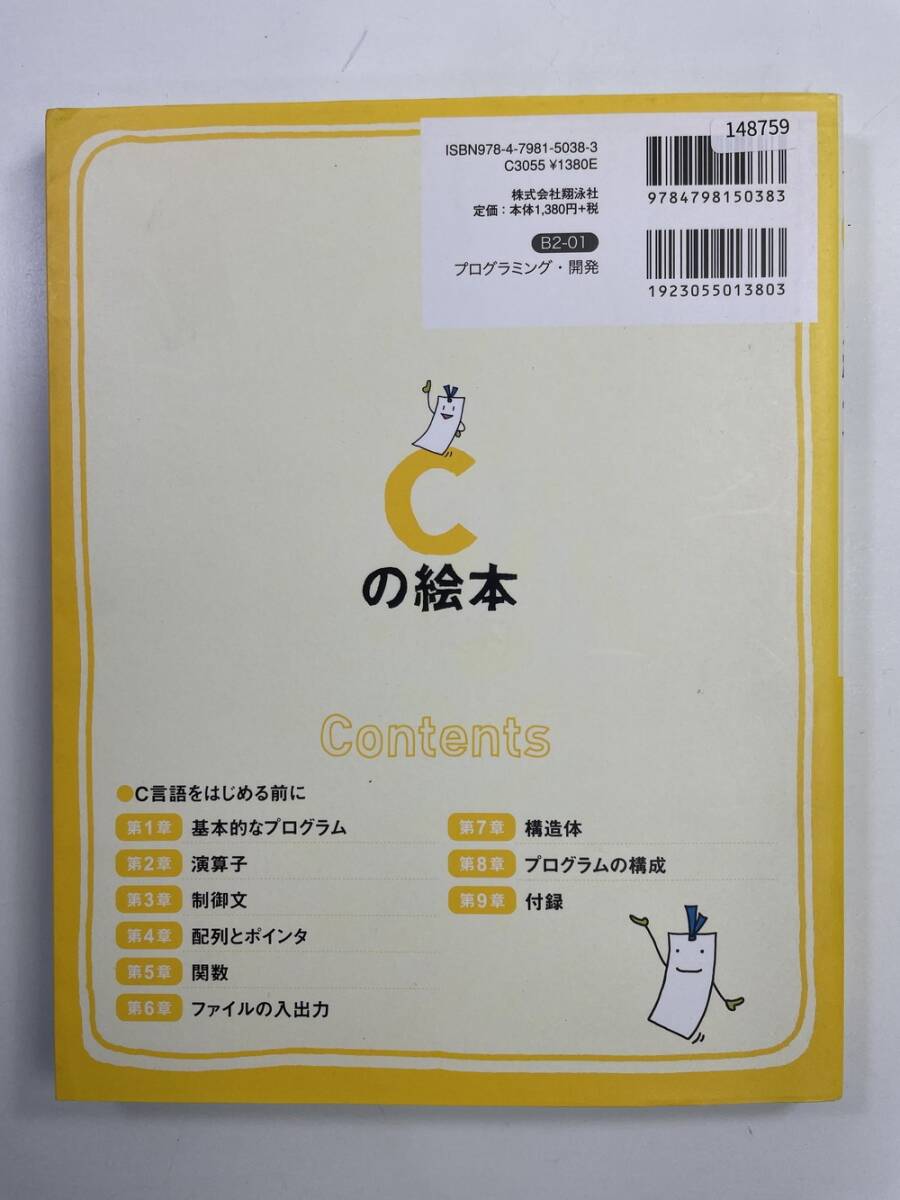 148759
ISBN978-4-7981-5038-3
C3055 ¥1380E
9784798150383
株式会社翔泳社
定価：本体1,380円+税
B2-01
プログラミング・開発
1923055013803
C
の絵本
Contents
●C言語をはじめる前に
第1章 基本的なプログラム
第2章 演算子
第3章 制御文
第4章 配列とポインタ
第5章 関数
第6章 ファイルの入出力
第7章 構造体
第8章 プログラムの構成
第9章 付録